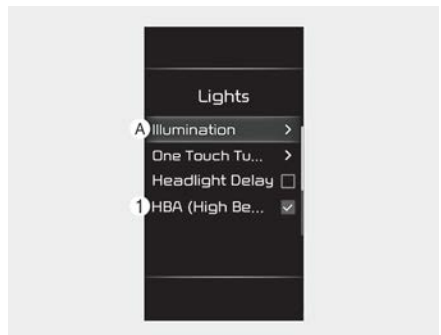 Lights
A Illumination >
One Touch Tu... >
Headlight Delay
1 HBA (High Be...